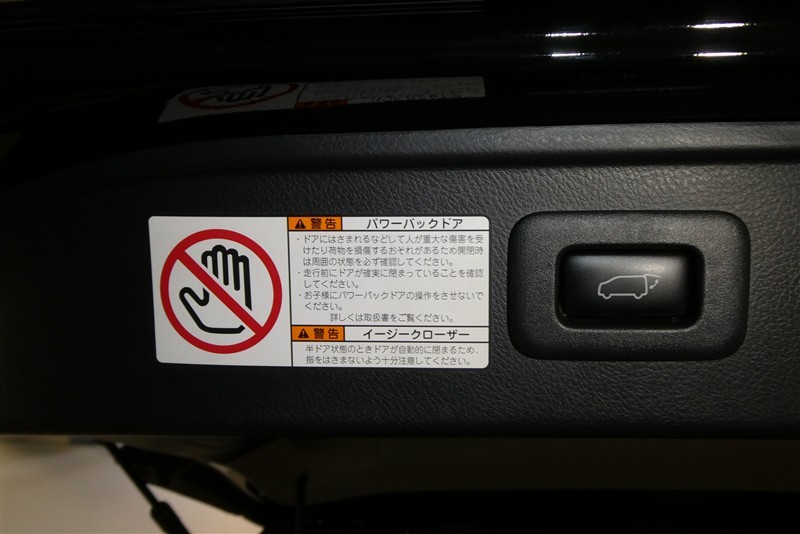 警告 パワーバックドア
・ドアにはさまれるなどして人が重大な傷害を受
けたり荷物を損傷するおそれがあるため開閉時
は周囲の状態を必ず確認してください。
・走行前にドアが確実に閉まっていることを確認
してください。
・お子様にパワーバックドアの操作をさせないで
ください。
詳しくは取扱書をご覧ください。
警告 イージークローザー
半ドア状態のときドアが自動的に閉まるため、
指をはさまないよう十分注意してください。